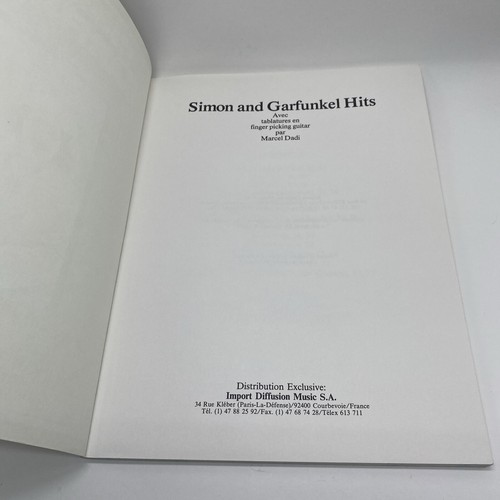 Simon and Garfunkel Hits
Avec
tablatures en
finger picking guitar
par
Marcel Dadi
Distribution Exclusive:
Import Diffusion Music S.A.
34 Rue Kléber (Paris-La-Défense)/92400 Courbevoie/France
Tél. (1) 47 88 25 92/Fax. (1) 47 68 74 28/Télex 613 711